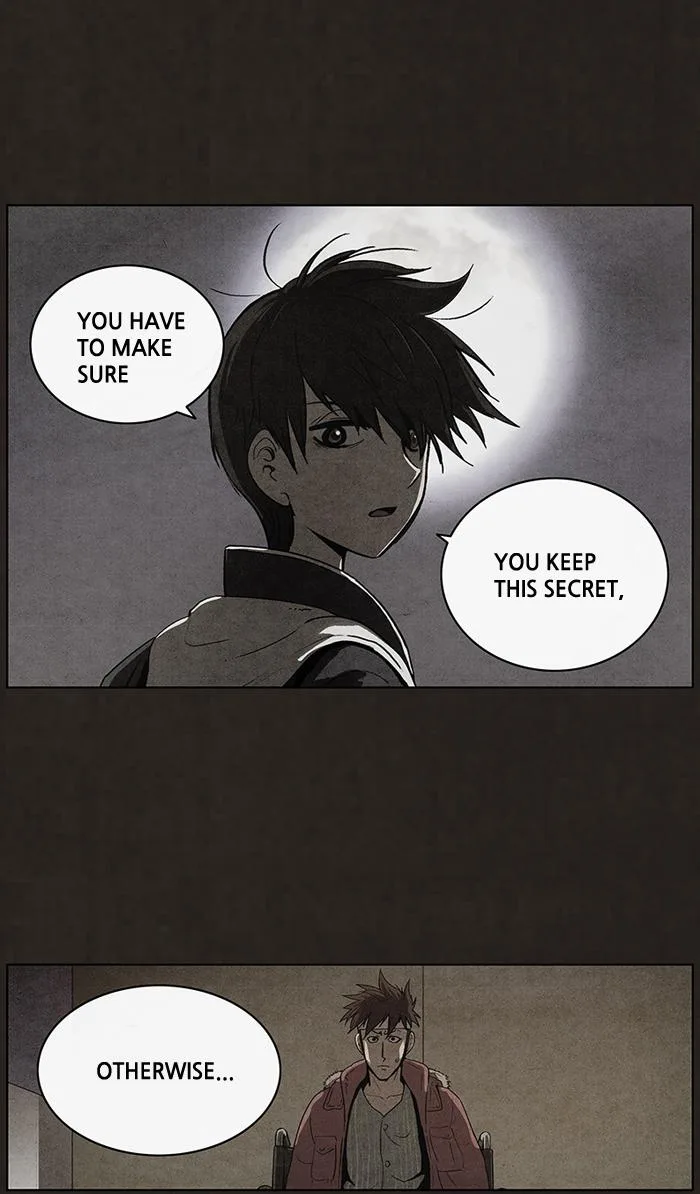 YOU HAVE
TO MAKE
SURE
YOU KEEP
THIS SECRET,
OTHERWISE...